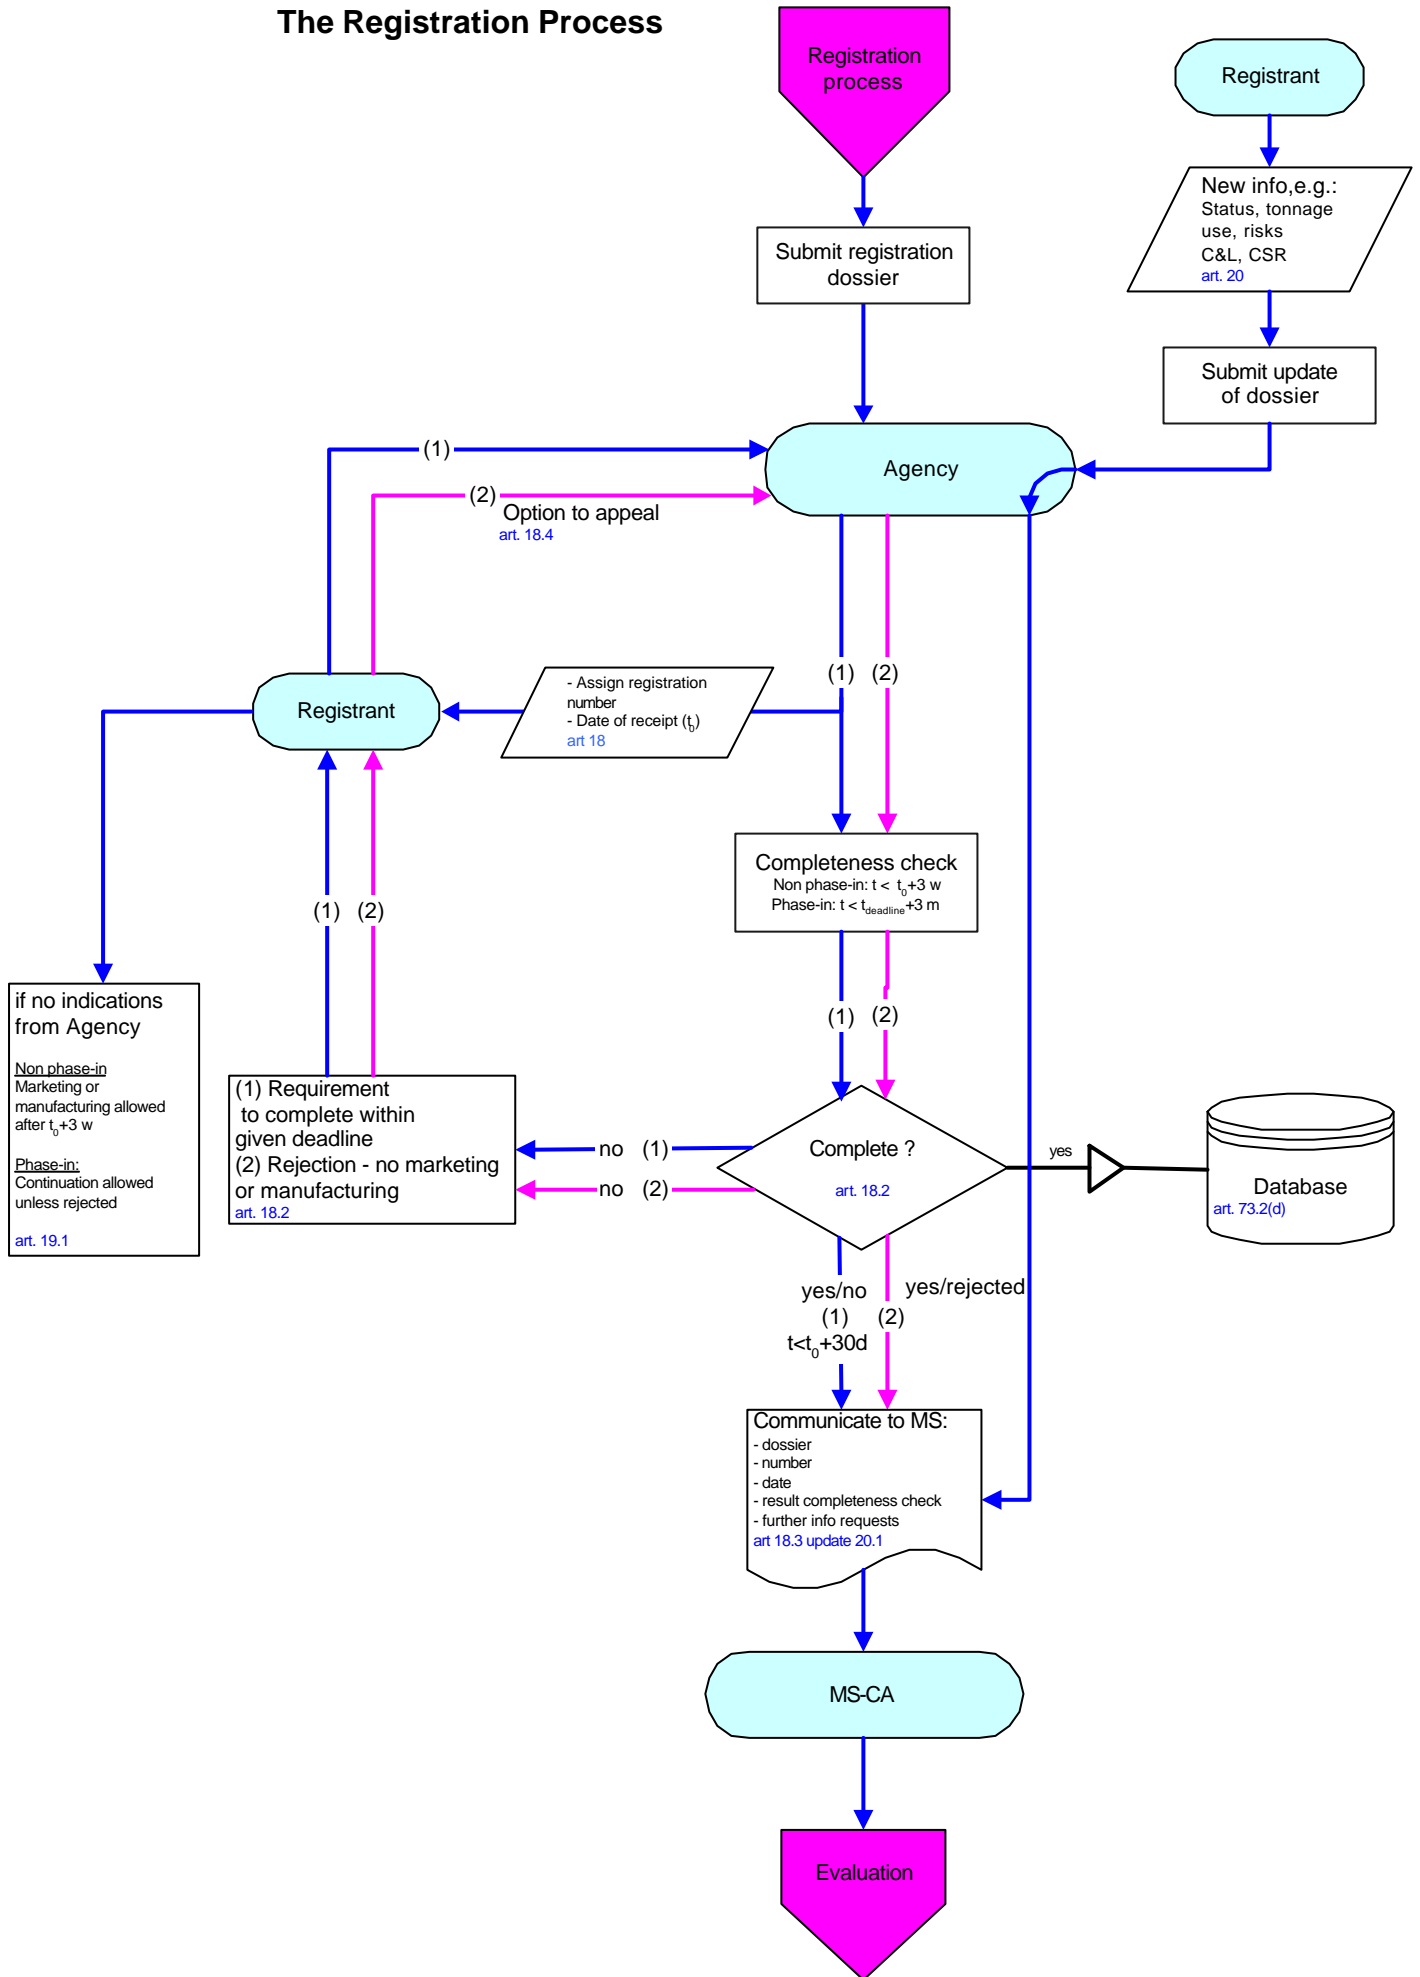 The Registration Process
Registration
process
Registrant
New info,e.g.:
Status, tonnage
use, risks
C&L, CSR
art. 20
Submit registration
dossier
Submit update
of dossier
(1)
Agency
(2)
Option to appeal
art. 18.4
(1) (2)
- Assign registration
number
- Date of receipt (t0)
art 18
Registrant
Completeness check
Non phase-in: t < t0+3 w
Phase-in: t < tdeadline+3 m
(1) (2)
if no indications
from Agency
Non phase-in
Marketing or
manufacturing allowed
after t0+3 w
Phase-in:
Continuation allowed
unless rejected
art. 19.1
(1) (2)
(1) Requirement
to complete within
given deadline
(2) Rejection - no marketing
or manufacturing
art. 18.2
no (1)
no (2)
Complete ?
art. 18.2
yes
Database
art. 73.2(d)
yes/no
(1)
t<t0+30d
yes/rejected
(2)
Communicate to MS:
- dossier
- number
- date
- result completeness check
- further info requests
art 18.3 update 20.1
MS-CA
Evaluation